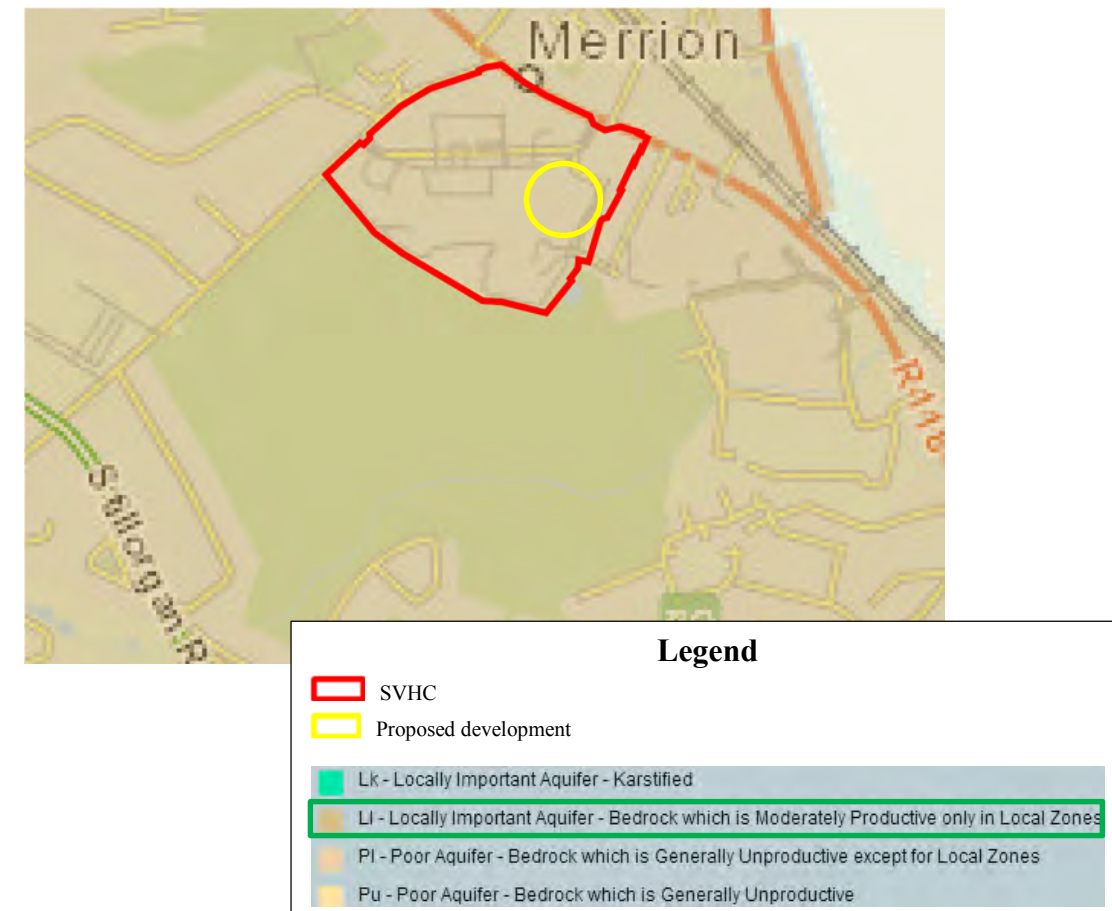 Merrion
R118
Stillorgan R
Legend
SVHC
Proposed development
Lk - Locally Important Aquifer - Karstified
Ll - Locally Important Aquifer - Bedrock which is Moderately Productive only in Local Zones
Pl - Poor Aquifer - Bedrock which is Generally Unproductive except for Local Zones
Pu - Poor Aquifer - Bedrock which is Generally Unproductive